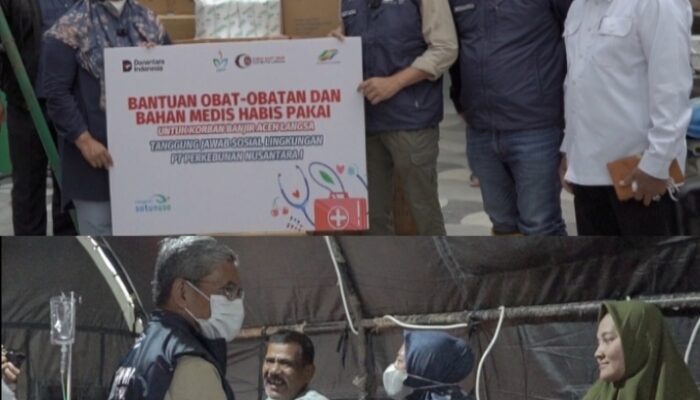 Danantara
Indonesia
BANTUAN OBAT-OBATAN DAN
BAHAN MEDIS HABIS PAKAI
UNTUK KORBAN BANJIR ACEH LANGSA
TANGGUNG JAWAB SOSIAL LINGKUNGAN
PT PERKEBUNAN NUSANTARA I